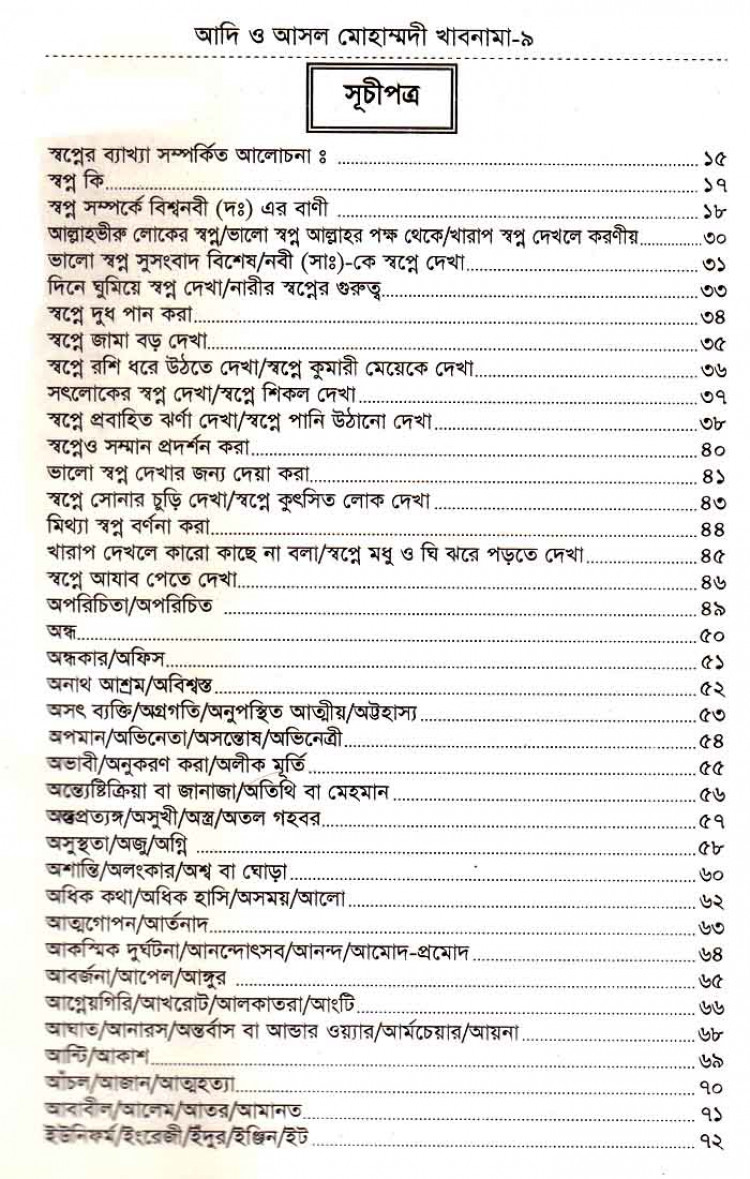 আদি ও আসল মোহাম্মদী খাবনামা-৯
সূচীপত্র
স্বপ্নের ব্যাখ্যা সম্পর্কিত আলোচনা ঃ ১৫
স্বপ্ন কি ১৭
স্বপ্ন সম্পর্কে বিশ্বনবী (দঃ) এর বাণী ১৮
আল্লাহভীরু লোকের স্বপ্ন/ভালো স্বপ্ন আল্লাহর পক্ষ থেকে/খারাপ স্বপ্ন দেখলে করণীয় ৩০
ভালো স্বপ্ন সুসংবাদ বিশেষ/নবী (সাঃ)-কে স্বপ্নে দেখা ৩১
দিনে ঘুমিয়ে স্বপ্ন দেখা/নারীর স্বপ্নের গুরুত্ব ৩৩
স্বপ্নে দুধ পান করা ৩৪
স্বপ্নে জামা বড় দেখা ৩৫
স্বপ্নে রশি ধরে উঠতে দেখা/স্বপ্নে কুমারী মেয়েকে দেখা ৩৬
সৎলোকের স্বপ্ন দেখা/স্বপ্নে শিকল দেখা ৩৭
স্বপ্নে প্রবাহিত ঝর্ণা দেখা/স্বপ্নে পানি উঠানো দেখা ৩৮
স্বপ্নেও সম্মান প্রদর্শন করা ৪০
ভালো স্বপ্ন দেখার জন্য দেয়া করা ৪১
স্বপ্নে সোনার চুড়ি দেখা/স্বপ্নে কুৎসিত লোক দেখা ৪৩
মিথ্যা স্বপ্ন বর্ণনা করা ৪৪
খারাপ দেখলে কারো কাছে না বলা/স্বপ্নে মধু ও ঘি ঝরে পড়তে দেখা ৪৫
স্বপ্নে আযাব পেতে দেখা ৪৬
অপরিচিতা/অপরিচিত ৪৯
অন্ধ ৫০
অন্ধকার/অফিস ৫১
অনাথ আশ্রম/অবিশ্বস্ত ৫২
অসৎ ব্যক্তি/অগ্রগতি/অনুপস্থিত আত্মীয়/অট্টহাস্য ৫৩
অপমান/অভিনেতা/অসন্তোষ/অভিনেত্রী ৫৪
অভাবী/অনুকরণ করা/অলীক মূর্তি ৫৫
অন্ত্যেষ্টিক্রিয়া বা জানাজা/অতিথি বা মেহমান ৫৬
অঙ্গপ্রত্যঙ্গ/অসুখী/অস্ত্র/অতল গহবর ৫৭
অসুস্থতা/অজু/অগ্নি ৫৮
অশান্তি/অলংকার/অশ্ব বা ঘোড়া ৬০
অধিক কথা/অধিক হাসি/অসময়/আলো ৬২
আত্মগোপন/আর্তনাদ ৬৩
আকস্মিক দুর্ঘটনা/আনন্দোৎসব/আনন্দ/আমোদ-প্রমোদ ৬৪
আবর্জনা/আপেল/আঙ্গুর ৬৫
আগ্নেয়গিরি/আখরোট/আলকাতরা/আংটি ৬৬
আঘাত/আনারস/অন্তর্বাস বা আন্ডার ওয়্যার/আর্মচেয়ার/আয়না ৬৮
আন্টি/আকাশ ৬৯
আঁচল/আজান/আত্মহত্যা ৭০
আবাবীল/আলেম/আতর/আমানত ৭১
ইউনিকর্ম/ইংরেজী/ইঁদুর/ইঞ্জিন/ইট ৭২